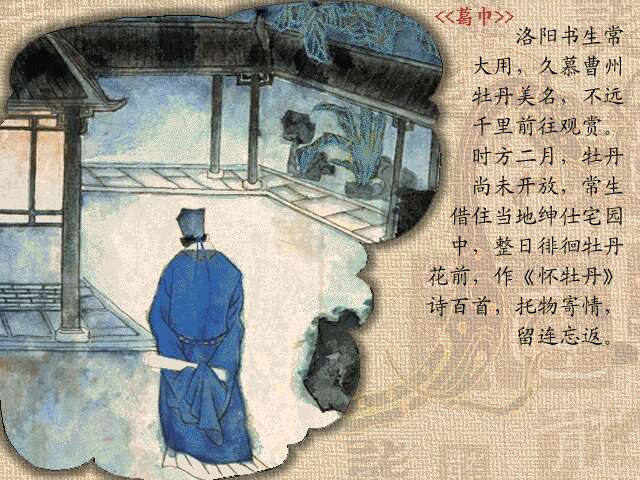 <<葛巾>>
洛阳书生常
大用，久慕曹州
牡丹美名，不远
千里前往观赏。
时方二月，牡丹
尚未开放，常生
借住当地绅仕宅园
中，整日徘徊牡丹
花前，作《怀牡丹》
诗百首，托物寄情，
留连忘返。